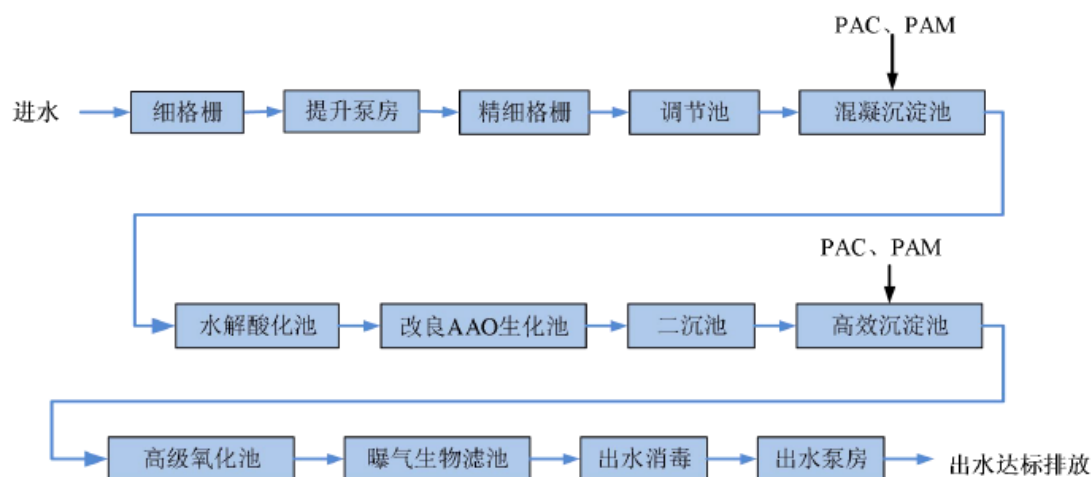 PAC、PAM
进水
细格栅
提升泵房
精细格栅
调节池
混凝沉淀池
PAC、PAM
水解酸化池
改良AAO生化池
二沉池
高效沉淀池
高级氧化池
曝气生物滤池
出水消毒
出水泵房
出水达标排放